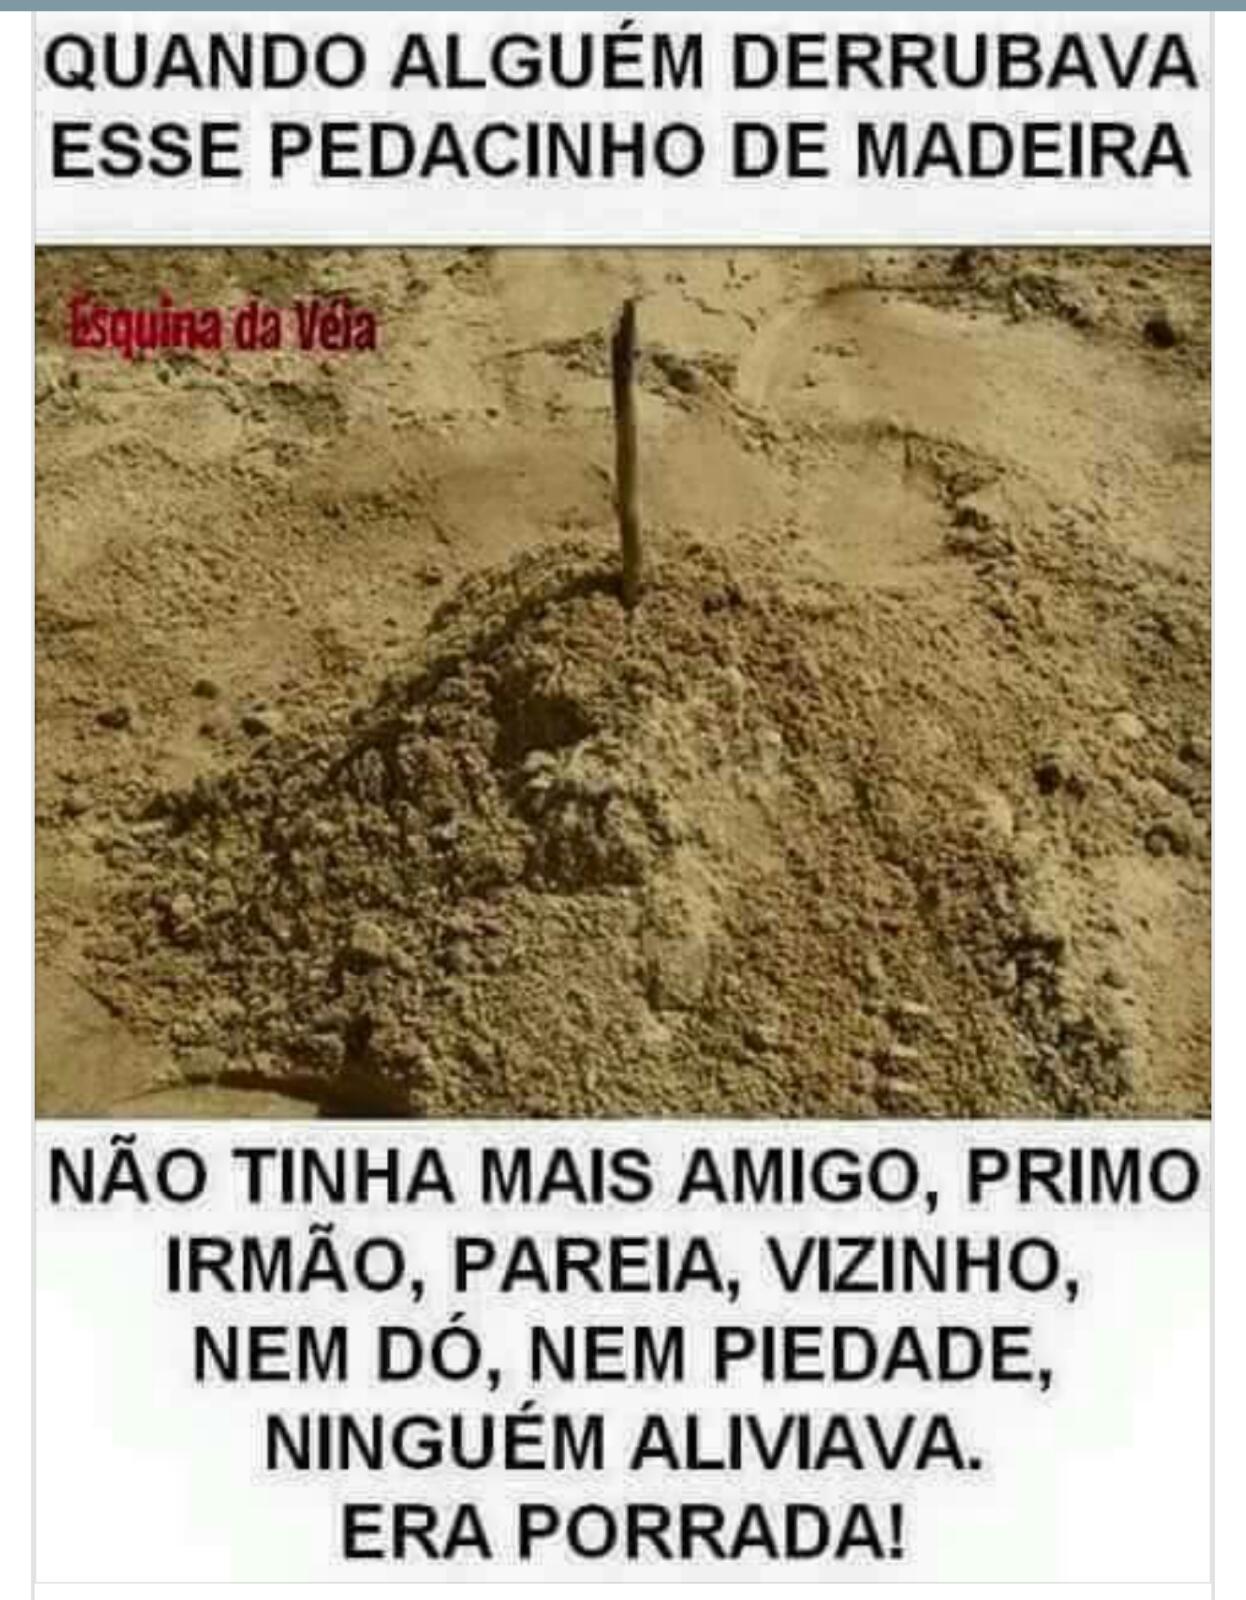 QUANDO ALGUÉM DERRUBAVA
ESSE PEDACINHO DE MADEIRA
Esquina da Véia
NÃO TINHA MAIS AMIGO, PRIMO
IRMÃO, PAREIA, VIZINHO,
NEM DÓ, NEM PIEDADE,
NINGUÉM ALIVIAVA.
ERA PORRADA!